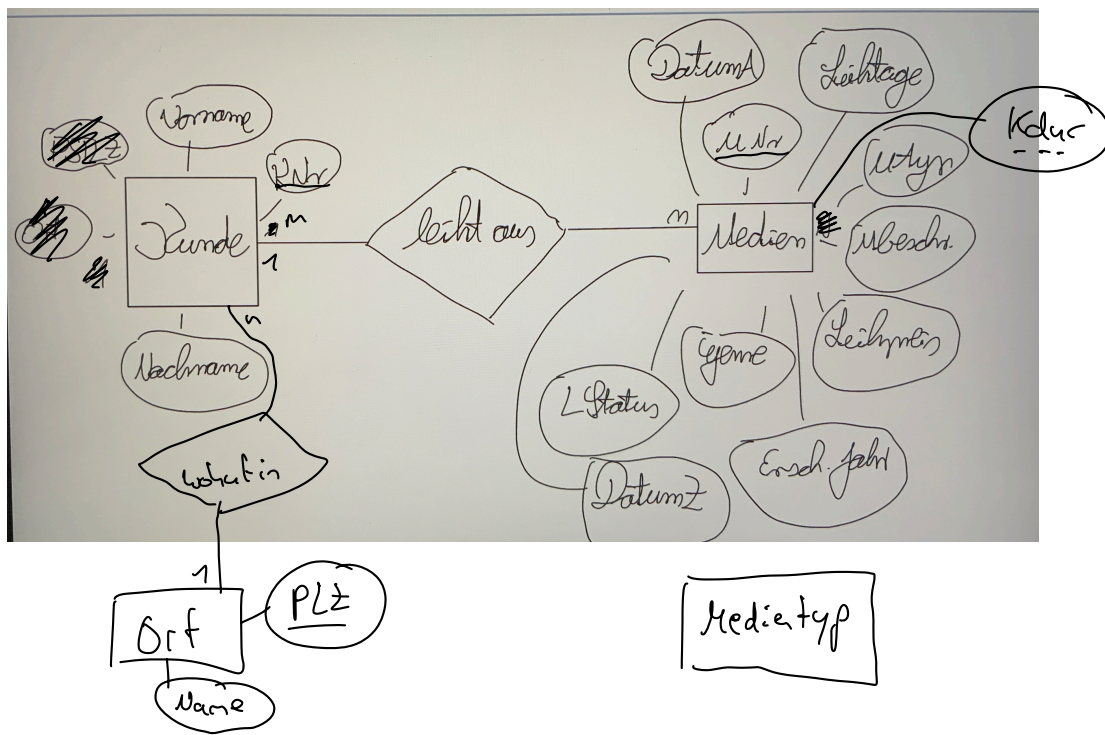 DatumA
Leihtage
Vorname
MNr
Kdnr
KNr
MTyp
m
n
Kunde
leiht aus
Medien
Mbeschr.
1
n
Nachname
Genre
Leihpreis
LStatus
wohnt in
Ersch. Jahr
DatumZ
1
PLZ
Ort
Medientyp
Name